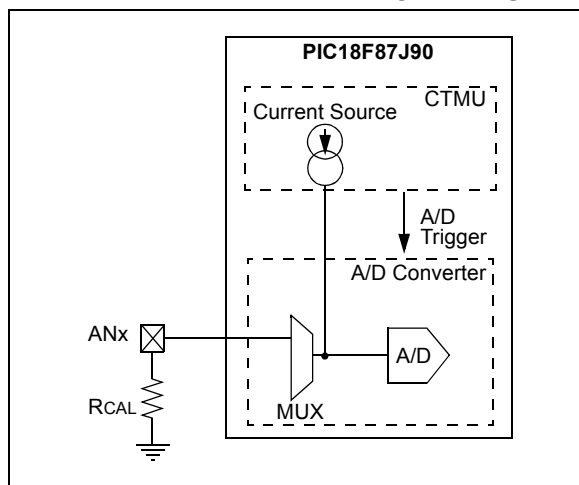 PIC18F87J90
CTMU
Current Source
A/D
Trigger
A/D Converter
ANx
A/D
RCAL
MUX